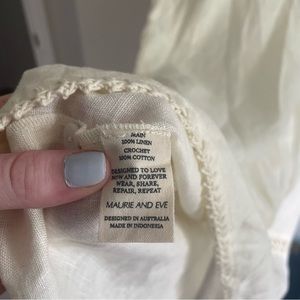 MAIN
100% LINEN
CROCHET
100% COTTON
DESIGNED TO LOVE
NOW AND FOREVER
WEAR, SHARE,
REPAIR, REPEAT
MAURIE AND EVE
DESIGNED IN AUSTRALIA
MADE IN INDONESIA